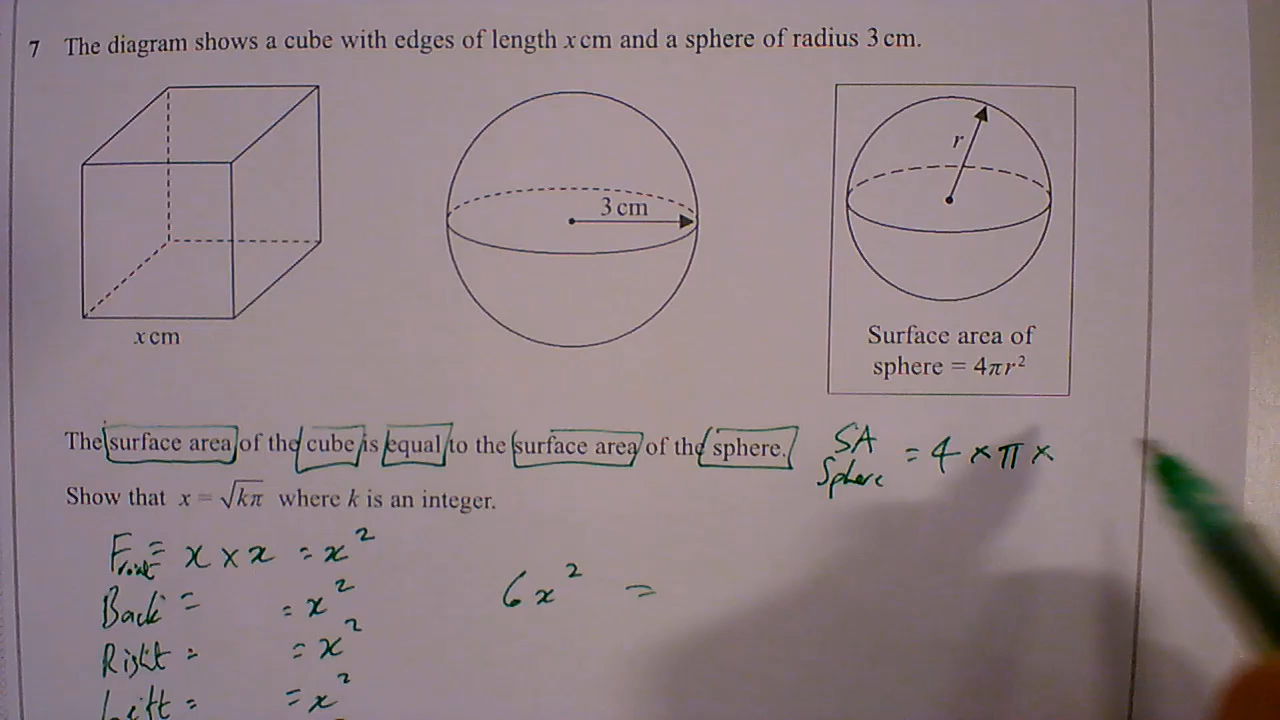 7 The diagram shows a cube with edges of length x cm and a sphere of radius 3 cm.
r
3 cm
x cm
Surface area of
sphere = 4πr²
The surface area of the cube is equal to the surface area of the sphere.
SA
Sphere = 4 × π ×
Show that x = √kπ where k is an integer.
Front = x × x = x²
Back = = x²
6x² =
Right = = x²
Left = = x²